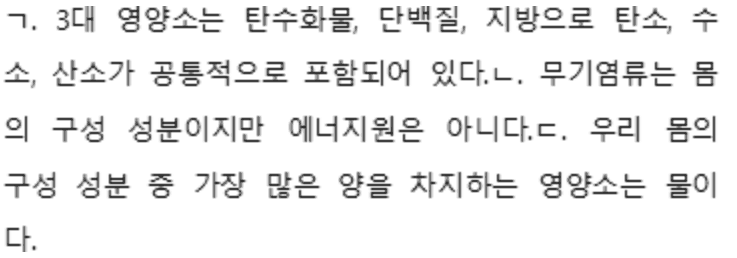 ㄱ. 3대 영양소는 탄수화물, 단백질, 지방으로 탄소, 수
소, 산소가 공통적으로 포함되어 있다.ㄴ. 무기염류는 몸
의 구성 성분이지만 에너지원은 아니다.ㄷ. 우리 몸의
구성 성분 중 가장 많은 양을 차지하는 영양소는 물이
다.